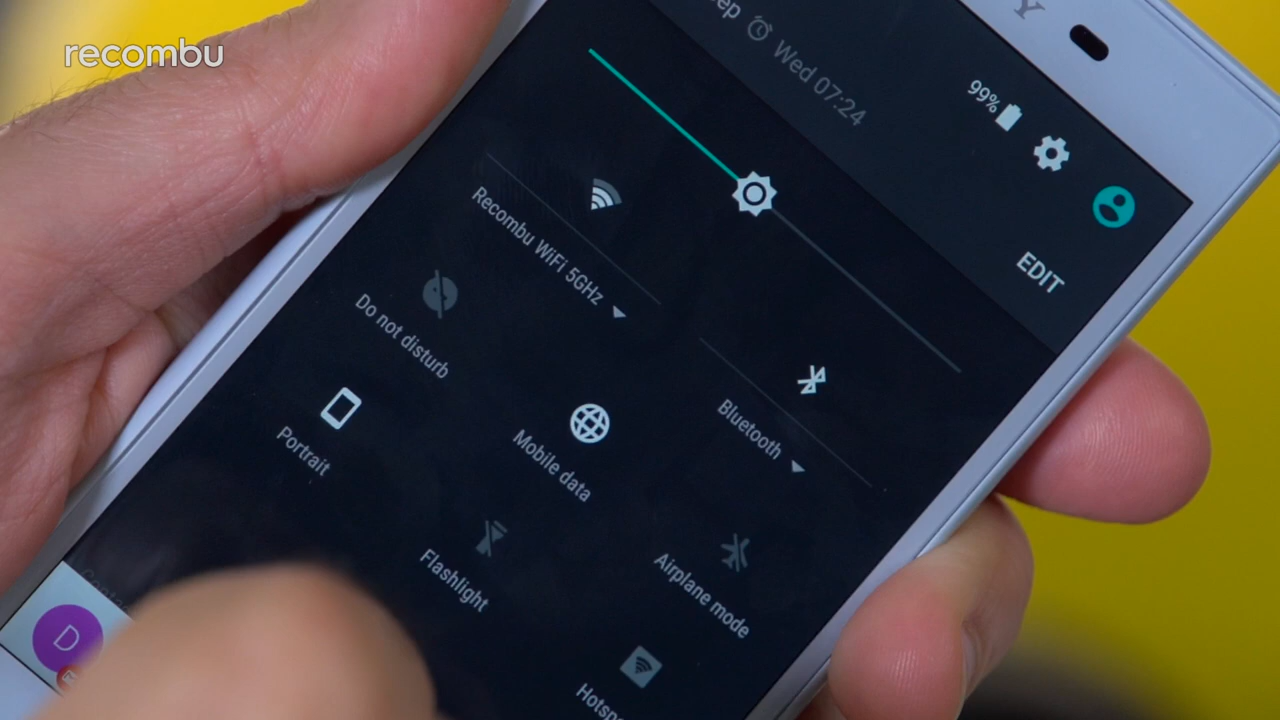 recombu
Y
99%
Wed 07:24
EDIT
Recombu WiFi 5GHz
Bluetooth
Do not disturb
Mobile data
Airplane mode
Portrait
Flashlight
D